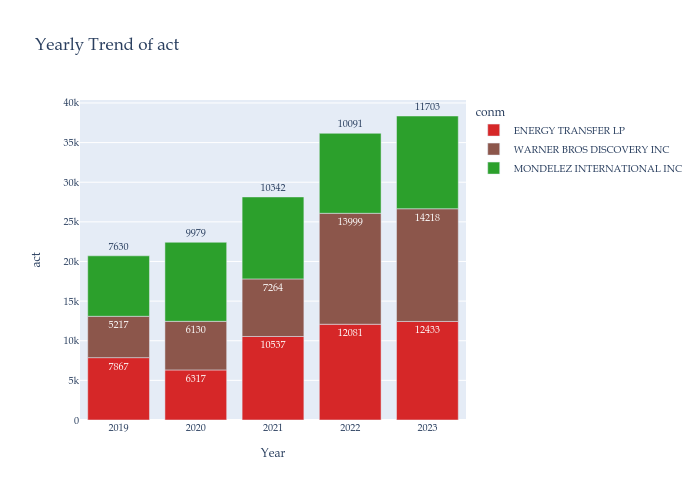 Yearly Trend of act
act
40k
35k
30k
25k
20k
15k
10k
5k
0
7630
5217
7867
9979
6130
6317
10342
7264
10537
10091
13999
12081
11703
14218
12433
2019
2020
2021
2022
2023
Year
conm
ENERGY TRANSFER LP
WARNER BROS DISCOVERY INC
MONDELEZ INTERNATIONAL INC